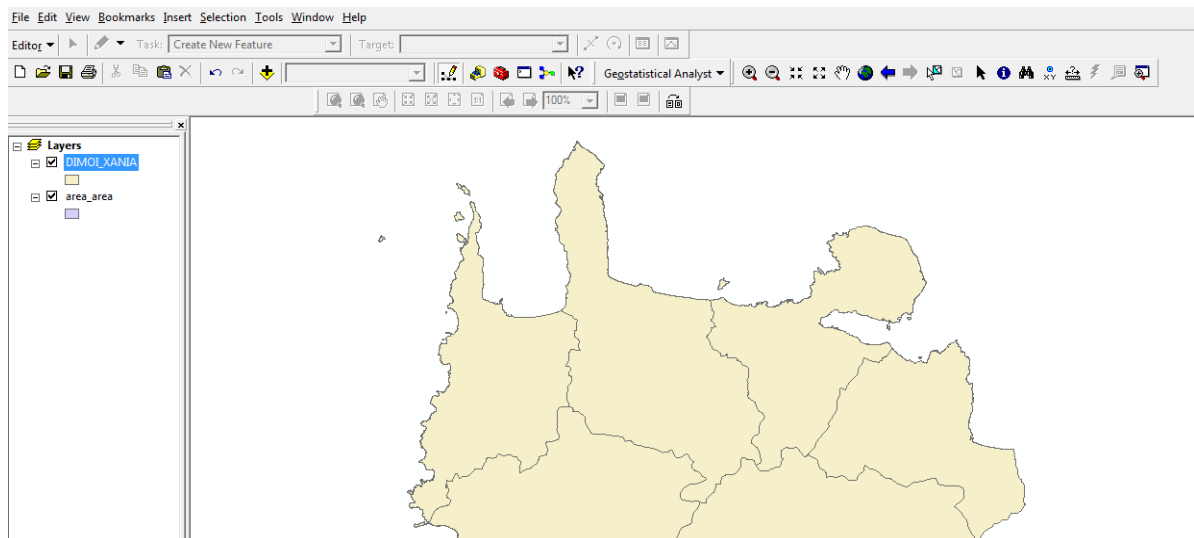 File Edit View Bookmarks Insert Selection Tools Window Help
Editor Task: Create New Feature Target:
Geostatistical Analyst
100%
Layers
DIMOI_XANIA
area_area